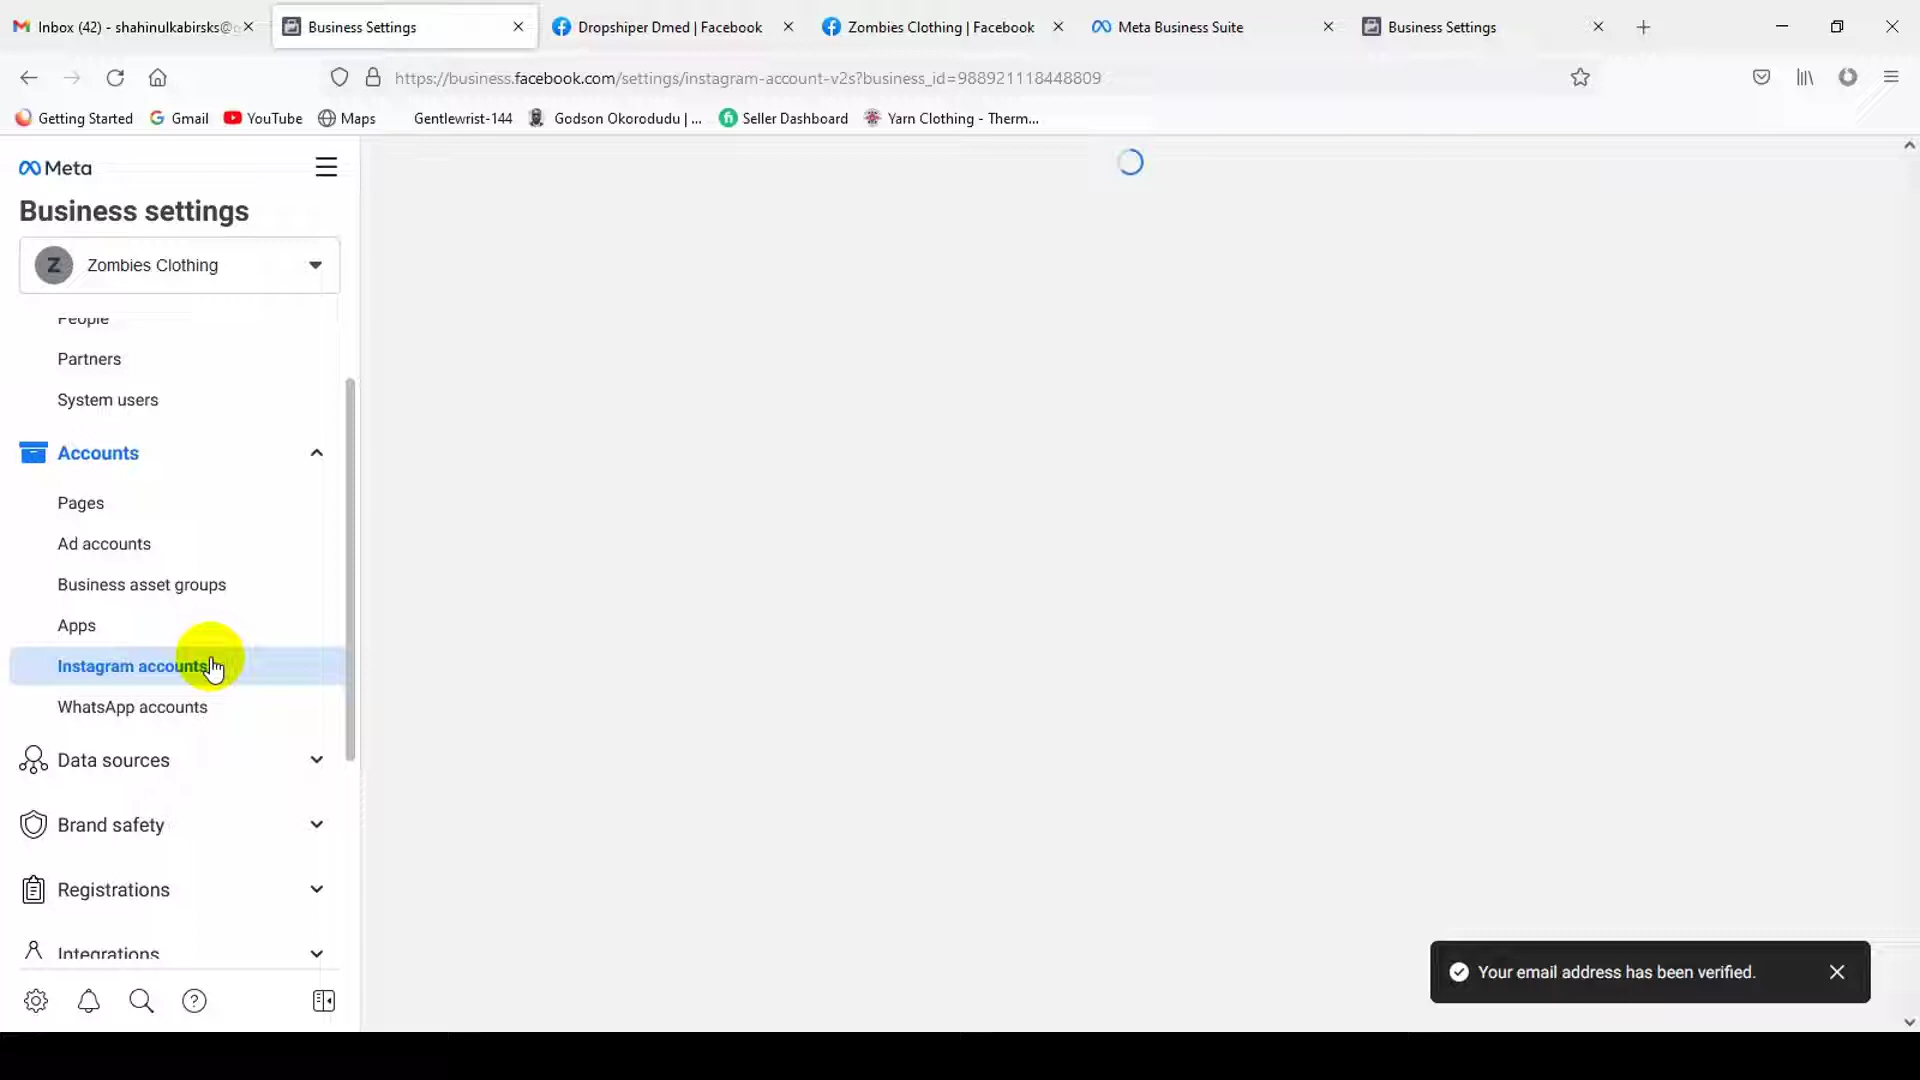 Inbox (42) - shahinulkabirsks@
Business Settings
Dropshiper Dmed | Facebook
Zombies Clothing | Facebook
Meta Business Suite
Business Settings
https://business.facebook.com/settings/instagram-account-v2s?business_id=988921118448809
Getting Started
Gmail
YouTube
Maps
Gentlewrist-144
Godson Okorodudu | ...
Seller Dashboard
Yarn Clothing - Therm...
Meta
Business settings
Z
Zombies Clothing
People
Partners
System users
Accounts
Pages
Ad accounts
Business asset groups
Apps
Instagram accounts
WhatsApp accounts
Data sources
Brand safety
Registrations
Integrations
Your email address has been verified.